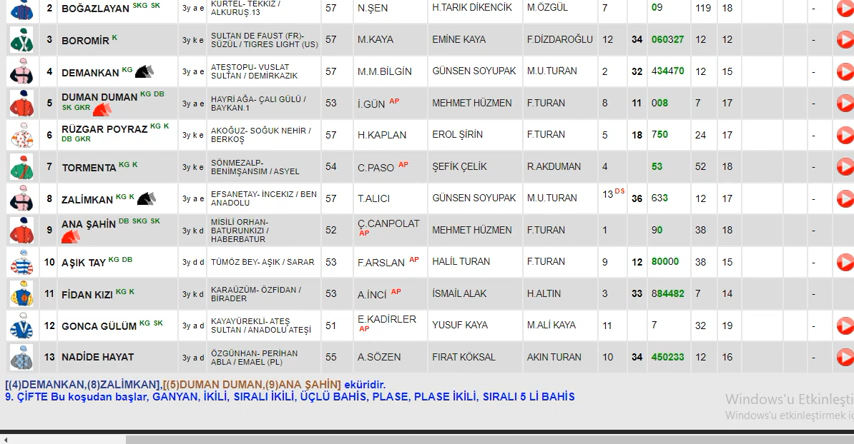 KURTEL- TEKKIZ /
2 BOĞAZLAYAN SKG SK 3y a e ALKURUŞ.13 57 N.ŞEN H.TARIK DİKENCİK M.ÖZGÜL 7 09 119 18
SULTAN DE FAUST (FR)-
3 BOROMİR K 3y k e SÜZÜL / TIGRES LIGHT (US) 57 M.KAYA EMİNE KAYA F.DİZDAROĞLU 12 34 060327 12 12 -
4 DEMANKAN KG 3y a e ATEŞTOPU- VUSLAT 57 M.M.BİLGİN GÜNSEN SOYUPAK M.U.TURAN 2 32 434470 12 15 -
SULTAN / DEMİRKAZIK
5 DUMAN DUMAN KG DB 3y a e HAYRİ AĞA- ÇALI GÜLÜ / 53 İ.GÜN AP MEHMET HÜZMEN F.TURAN 8 11 008 7 17 -
SK GKR BAYKAN.1
6 RÜZGAR POYRAZ KG K 3y k e AKOĞUZ- SOĞUK NEHİR / 57 H.KAPLAN EROL ŞİRİN F.TURAN 5 18 750 24 17 -
DB GKR BERKOŞ
7 TORMENTA KG K 3y k e SÖNMEZALP- 54 C.PASO AP ŞEFİK ÇELİK R.AKDUMAN 4 53 52 18 -
BENİMŞANSIM / ASYEL
8 ZALİMKAN KG K 3y a e EFSANETAY- İNCEKIZ / BEN 57 T.ALICI GÜNSEN SOYUPAK M.U.TURAN 13 DS 36 633 12 17 -
ANADOLU
9 ANA ŞAHİN DB SKG SK 3y k d MİSİLİ ORHAN- 52 Ç.CANPOLAT MEHMET HÜZMEN F.TURAN 1 90 38 18 -
BATURUNKIZI / AP
HABERBATUR
10 AŞIK TAY KG DB 3y d d TÜMÖZ BEY- AŞIK / SARAR 53 F.ARSLAN AP HALİL TURAN F.TURAN 9 12 80000 38 15 -
11 FİDAN KIZI KG K 3y k d KARAÜZÜM- ÖZFİDAN / 53 A.İNCİ AP İSMAİL ALAK H.ALTIN 3 33 884482 7 14 -
BİRADER
12 GONCA GÜLÜM KG SK 3y a d KAYAYÜREKLİ- ATEŞ 51 E.KADİRLER YUSUF KAYA M.ALİ KAYA 11 7 32 19 -
SULTAN / ANADOLU ATEŞİ AP
13 NADİDE HAYAT 3y a d ÖZGÜNHAN- PERİHAN 55 A.SÖZEN FIRAT KÖKSAL AKIN TURAN 10 34 450233 12 16 -
ABLA / EMAEL (PL)
[(4)DEMANKAN,(8)ZALİMKAN],[(5)DUMAN DUMAN,(9)ANA ŞAHİN] eküridir.
9. ÇİFTE Bu koşudan başlar, GANYAN, İKİLİ, SIRALI İKİLİ, ÜÇLÜ BAHİS, PLASE, PLASE İKİLİ, SIRALI 5 Lİ BAHİS
Windows'u Etkinleşti
Windows'u etkinleştirmek iç